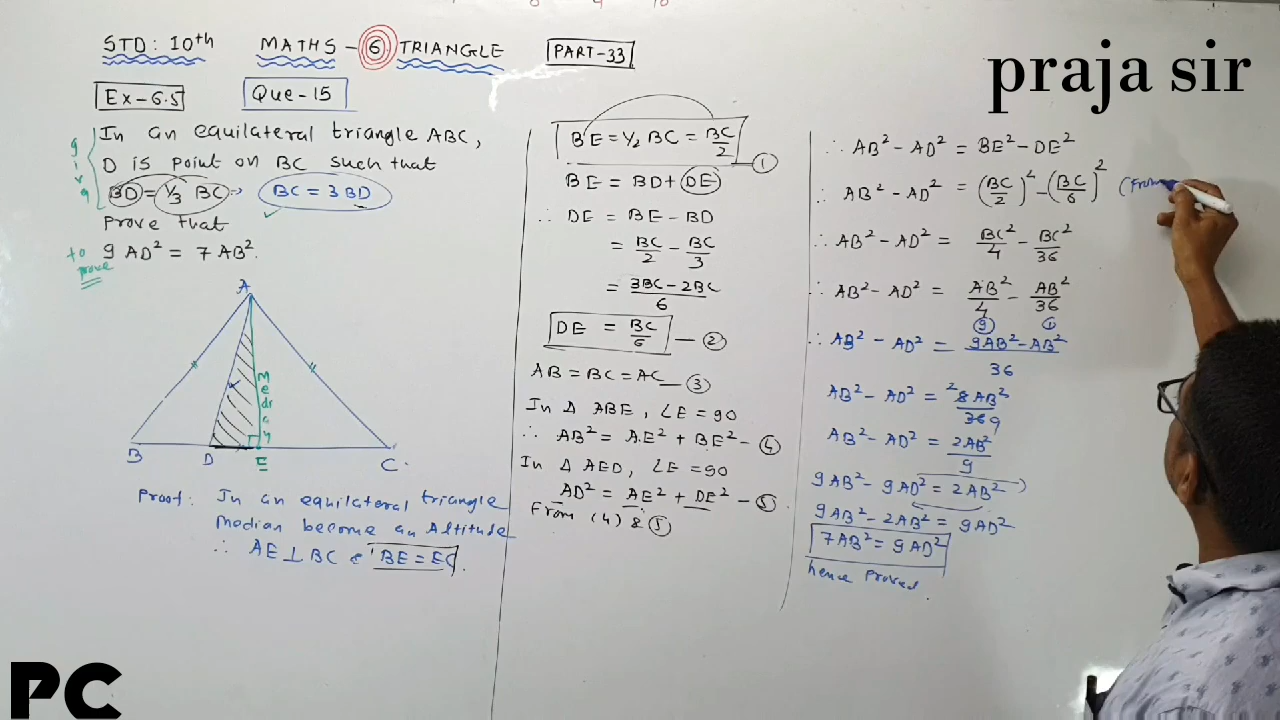 STD: 10th MATHS - 6 TRIANGLE PART-33
praja sir
Ex-6.5 Que-15
In an equilateral triangle ABC,
D is point on BC such that
BD = 1/3 BC ⇒ BC = 3BD
Prove that
to prove 9 AD² = 7 AB².
A
Median
B D E C
Proof: In an equilateral triangle
Median become an Altitude
∴ AE ⊥ BC & BE = EC.
BE = 1/2 BC = BC/2 — 1
BE = BD + DE
∴ DE = BE - BD
= BC/2 - BC/3
= 3BC - 2BC/6
DE = BC/6 — 2
AB = BC = AC — 3
In Δ ABE, ∠E = 90
∴ AB² = AE² + BE² - 4
In Δ AED, ∠E = 90
AD² = AE² + DE² - 5
From (4) & 5
∴ AB² - AD² = BE² - DE²
∴ AB² - AD² = (BC/2)² - (BC/6)² (From
∴ AB² - AD² = BC²/4 - BC²/36
∴ AB² - AD² = AB²/4 - AB²/36
9 1
∴ AB² - AD² = 9AB² - AB²/36
AB² - AD² = 2 8AB²/36 9
AB² - AD² = 2AB²/9
9AB² - 9AD² = 2AB²
9AB² - 2AB² = 9AD²
7AB² = 9AD²
hence Proved.
PC